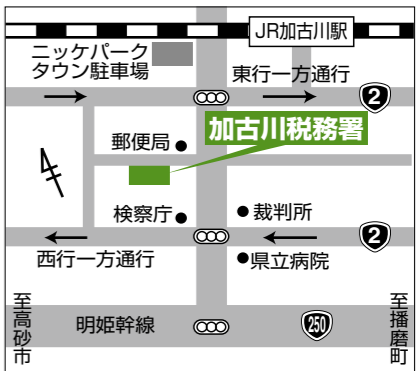 JR加古川駅
ニッケパーク
タウン駐車場
東行一方通行
2
郵便局
加古川税務署
検察庁
裁判所
2
西行一方通行
県立病院
至高砂市
明姫幹線
250
至播磨町